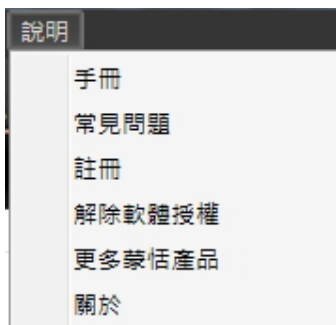 說明
手冊
常見問題
註冊
解除軟體授權
更多蒙恬產品
關於